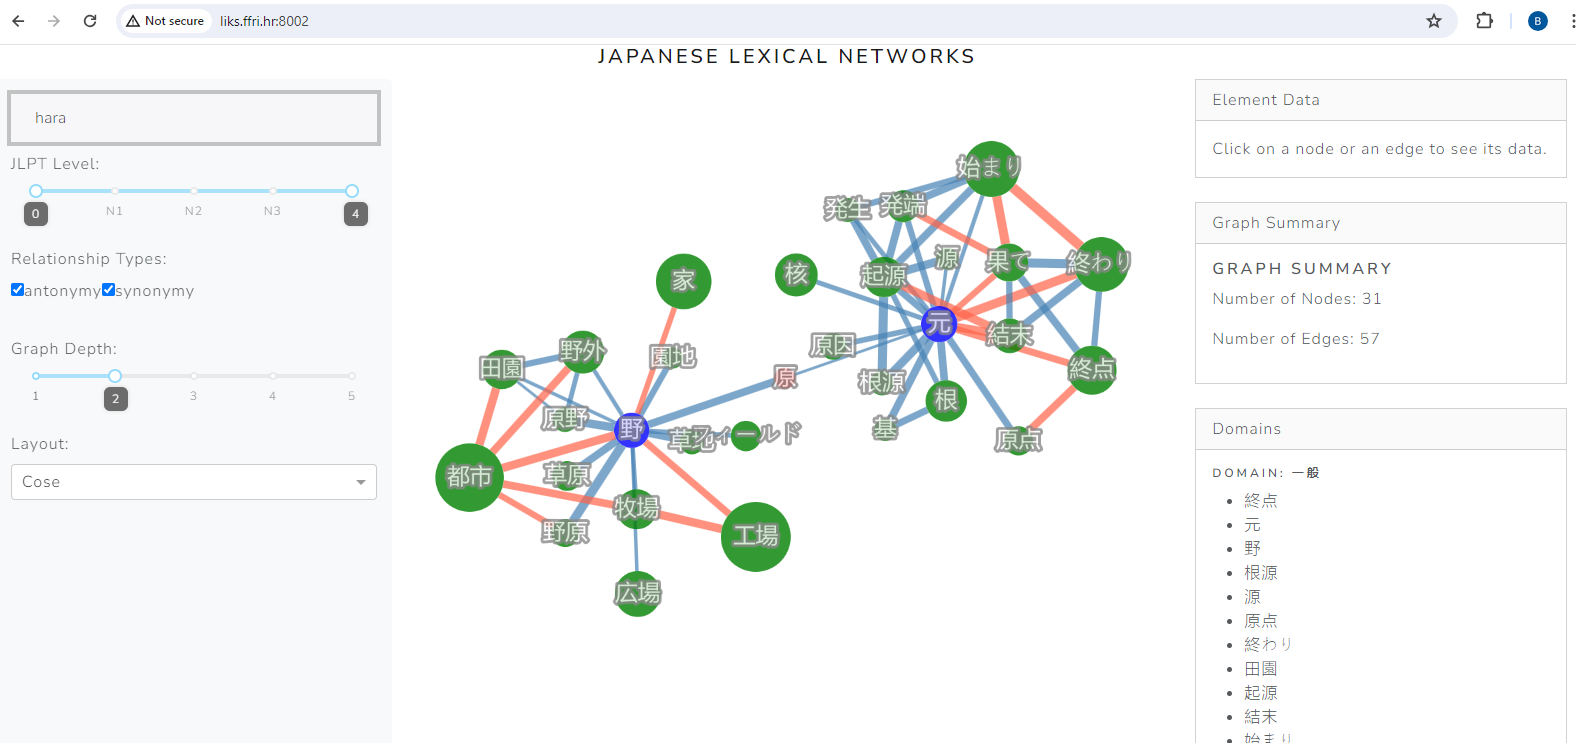 Not secure liks.ffri.hr:8002
B
JAPANESE LEXICAL NETWORKS
hara
JLPT Level:
N1 N2 N3
0 4
Relationship Types:
antonymy synonymy
Graph Depth:
1 3 4 5
2
Layout:
Cose
始まり
発生 発端
源 果て 終わり
核 起源
家
元 結末
原因
野外 園地
田園 原 根源 終点
根
原野 野 草地 フィールド 基 原点
都市 草原
牧場
野原 工場
広場
Element Data
Click on a node or an edge to see its data.
Graph Summary
GRAPH SUMMARY
Number of Nodes: 31
Number of Edges: 57
Domains
DOMAIN: 一般
終点
元
野
根源
源
原点
終わり
田園
起源
結末
始まり